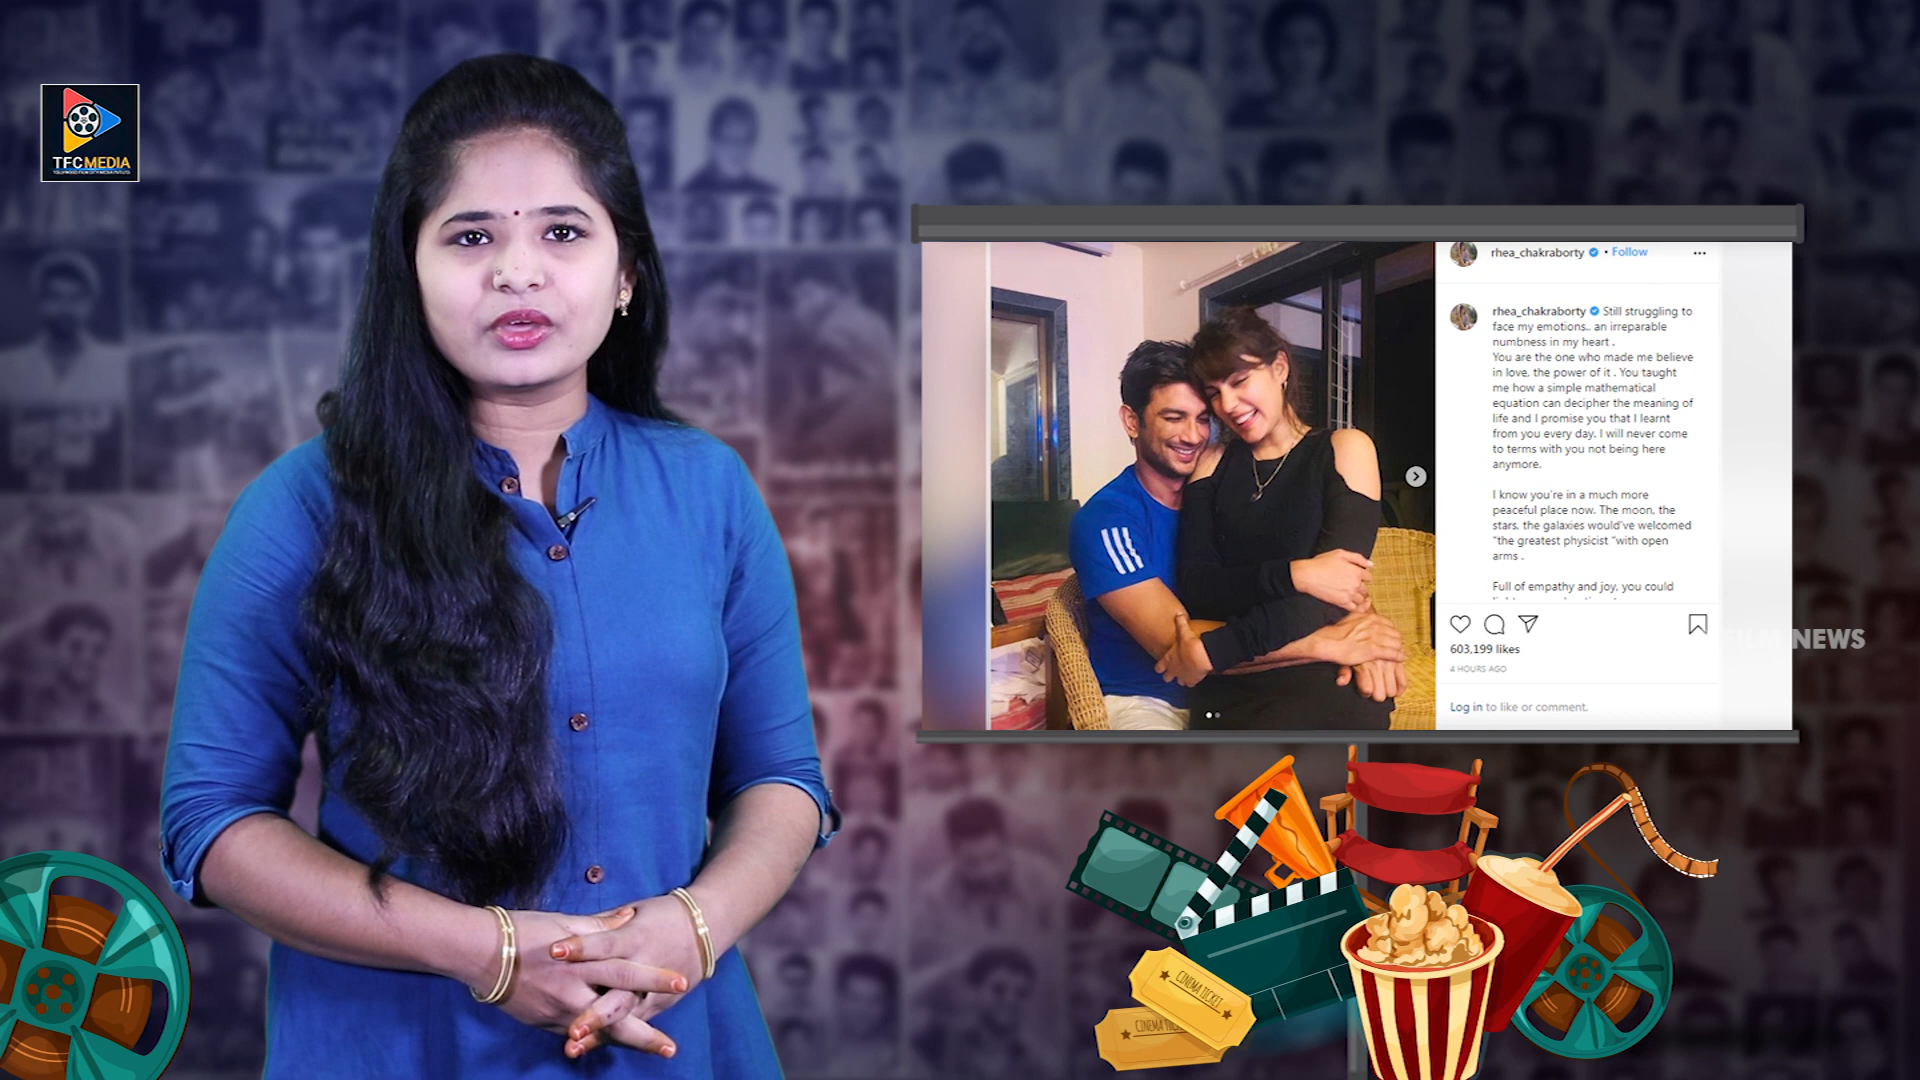 TFCMEDIA
rhea_chakraborty • Follow
rhea_chakraborty Still struggling to
face my emotions.. an irreparable
numbness in my heart .
You are the one who made me believe
in love, the power of it . You taught
me how a simple mathematical
equation can decipher the meaning of
life and I promise you that I learnt
from you every day. I will never come
to terms with you not being here
anymore.
I know you're in a much more
peaceful place now. The moon, the
stars, the galaxies would've welcomed
"the greatest physicist "with open
arms .
Full of empathy and joy, you could
603,199 likes
4 HOURS AGO
Log in to like or comment.
FILM NEWS
CINEMA TICKET
CINEMA